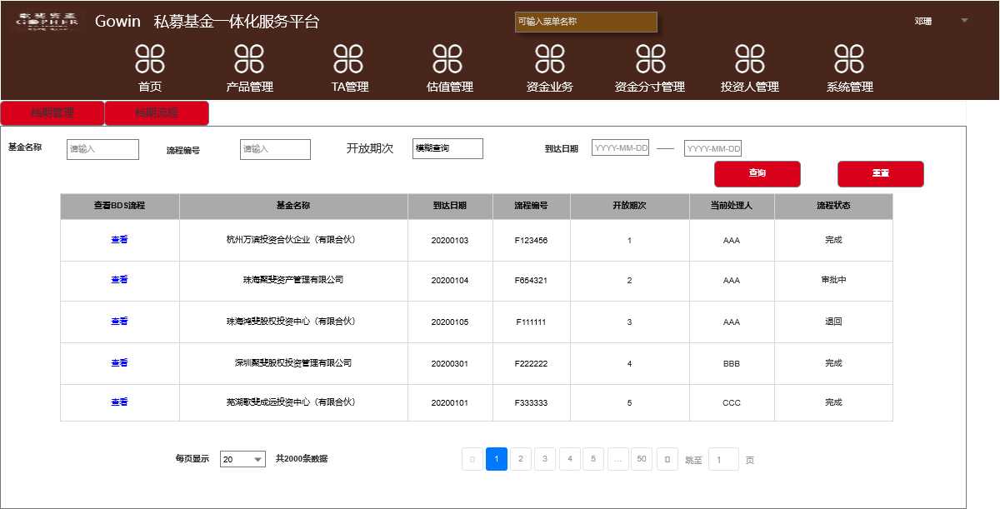 歌斐资产
GOPHER
Gowin 私募基金一体化服务平台
可输入菜单名称
邓珊
首页 产品管理 TA管理 估值管理 资金业务 资金分寸管理 投资人管理 系统管理
档期管理 档期流程
基金名称 请输入 流程编号 请输入 开放期次 模糊查询 到达日期 YYYY-MM-DD —— YYYY-MM-DD
查询 重置
查看BDS流程 基金名称 到达日期 流程编号 开放期次 当前处理人 流程状态
查看 杭州万滨投资合伙企业（有限合伙） 20200103 F123456 1 AAA 完成
查看 珠海聚斐资产管理有限公司 20200104 F654321 2 AAA 审批中
查看 珠海鸿斐股权投资中心（有限合伙） 20200105 F111111 3 AAA 退回
查看 深圳聚斐股权投资管理有限公司 20200301 F222222 4 BBB 完成
查看 芜湖歌斐成远投资中心（有限合伙） 20200101 F333333 5 CCC 完成
每页显示 20 共2000条数据 1 2 3 4 5 ... 50 跳至 1 页